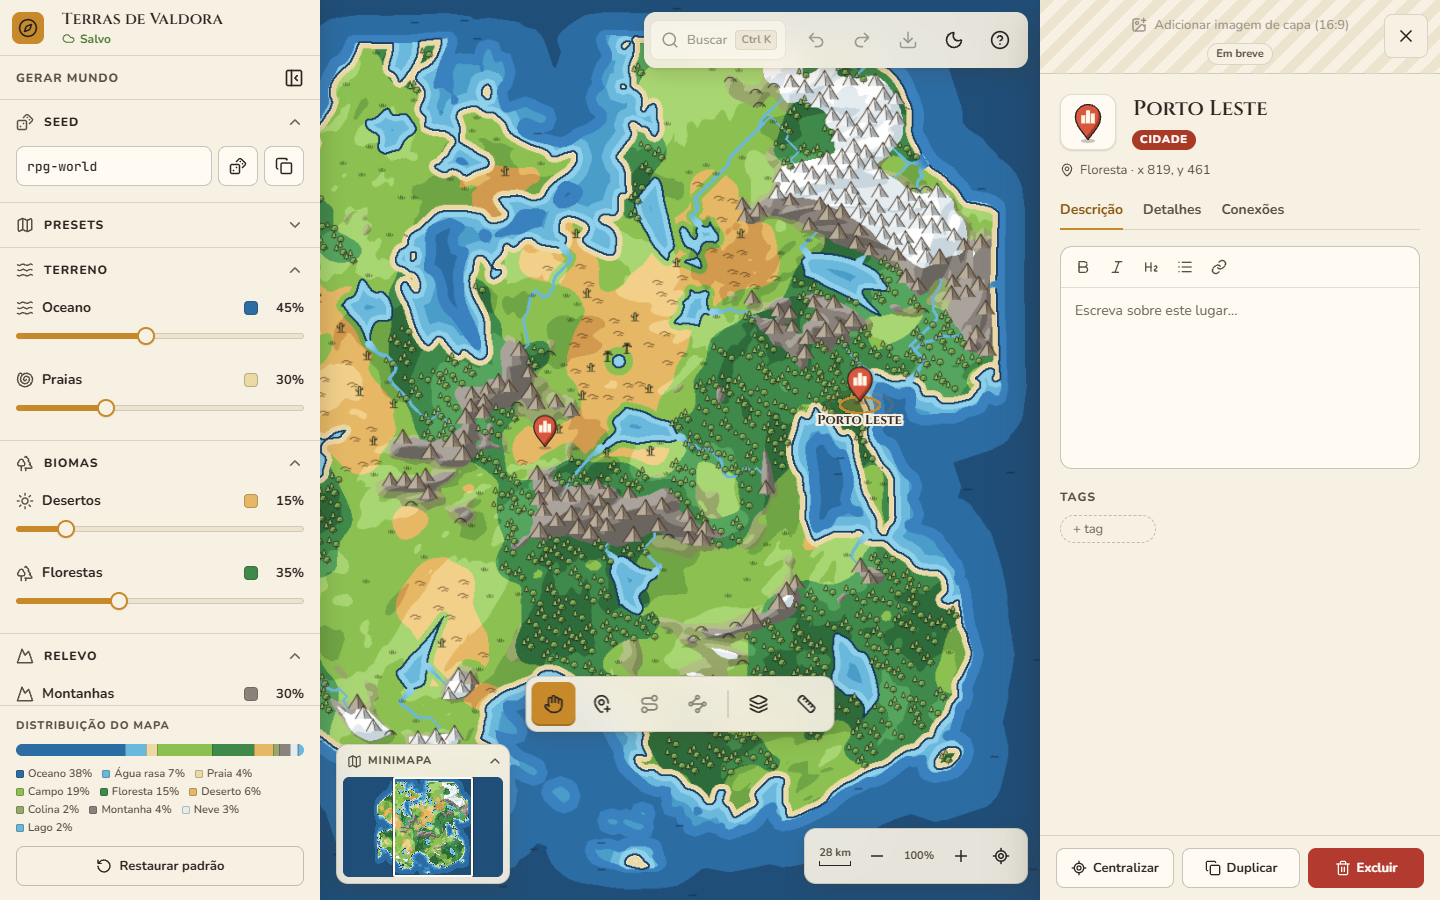 Terras de Valdora
Salvo
GERAR MUNDO
SEED
rpg-world
PRESETS
TERRENO
Oceano 45%
Praias 30%
BIOMAS
Desertos 15%
Florestas 35%
RELEVO
Montanhas 30%
DISTRIBUIÇÃO DO MAPA
Oceano 38% Água rasa 7% Praia 4%
Campo 19% Floresta 15% Deserto 6%
Colina 2% Montanha 4% Neve 3%
Lago 2%
Restaurar padrão
Buscar Ctrl K
Porto Leste
MINIMAPA
28 km 100%
Adicionar imagem de capa (16:9)
Em breve
Porto Leste
CIDADE
Floresta · x 819, y 461
Descrição Detalhes Conexões
B I H2
Escreva sobre este lugar...
TAGS
+ tag
Centralizar Duplicar Excluir